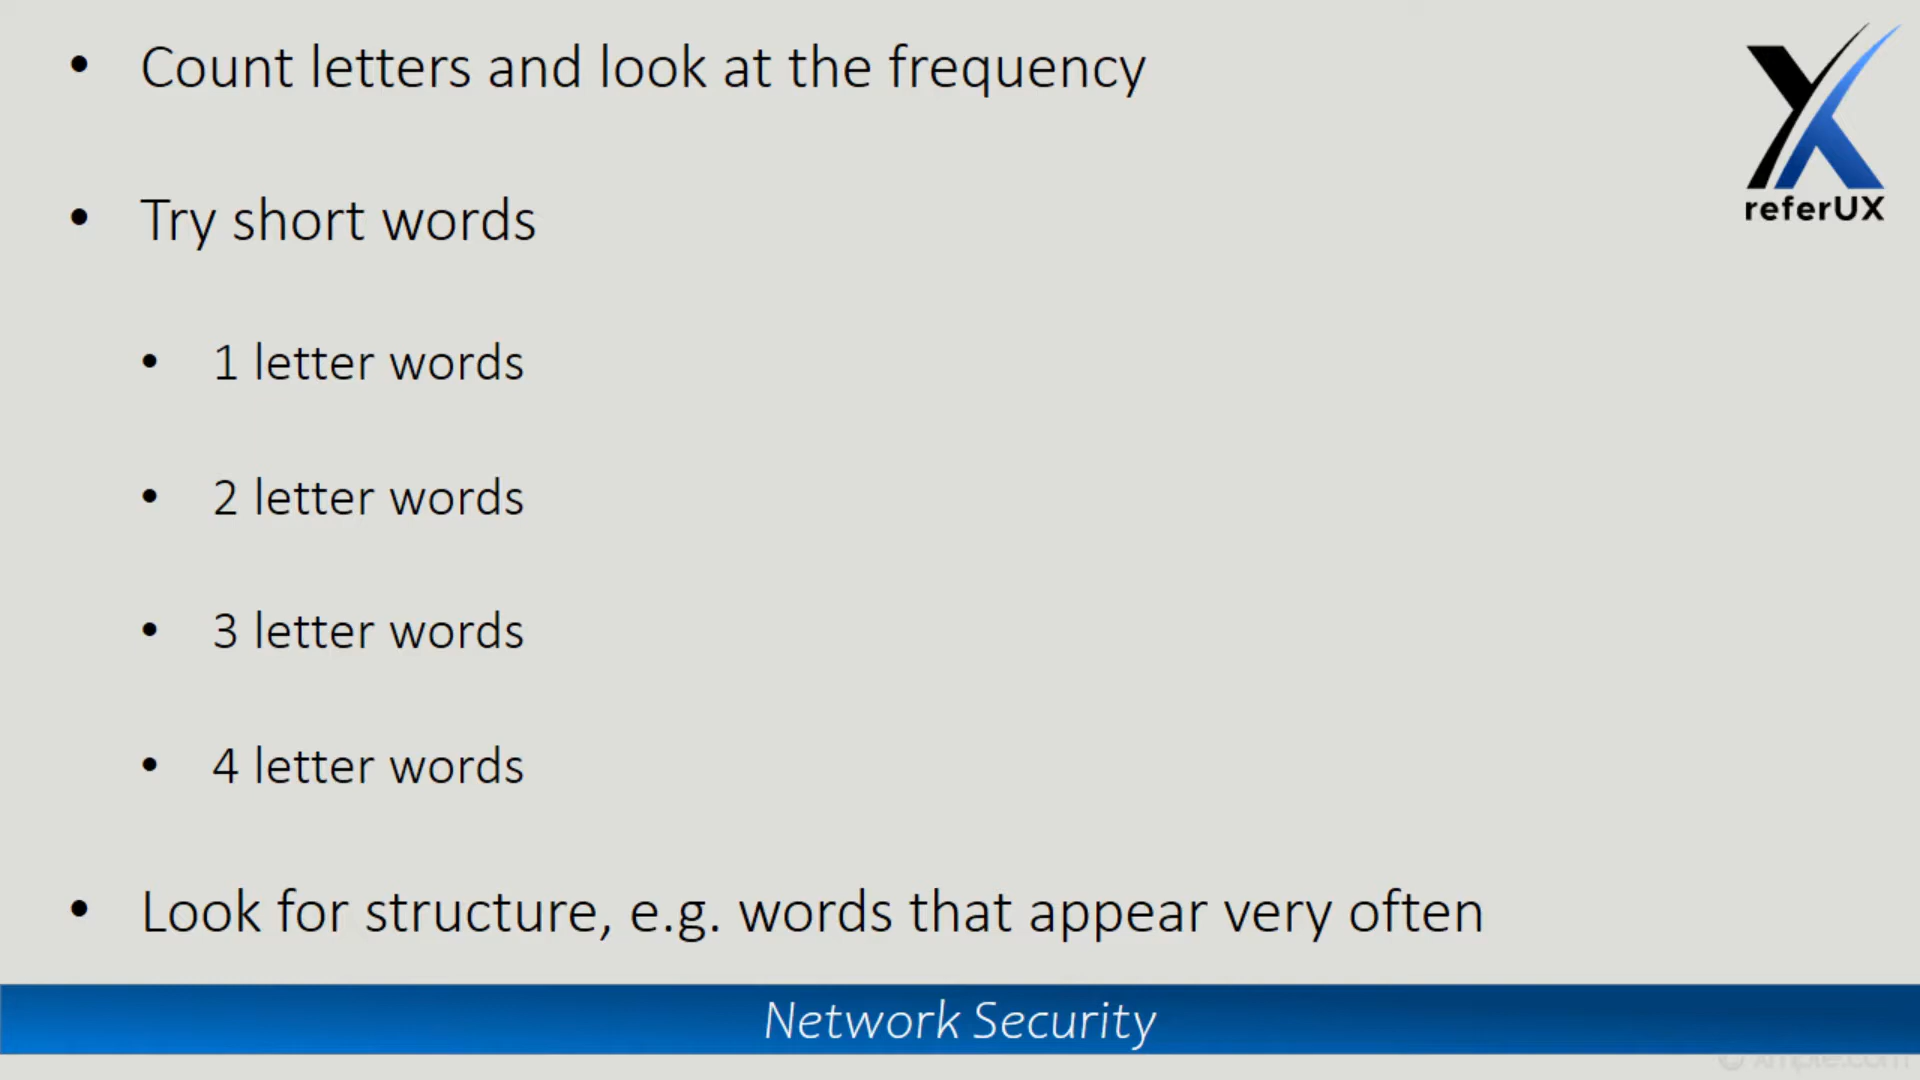 • Count letters and look at the frequency
• Try short words
• 1 letter words
• 2 letter words
• 3 letter words
• 4 letter words
• Look for structure, e.g. words that appear very often
referUX
Network Security